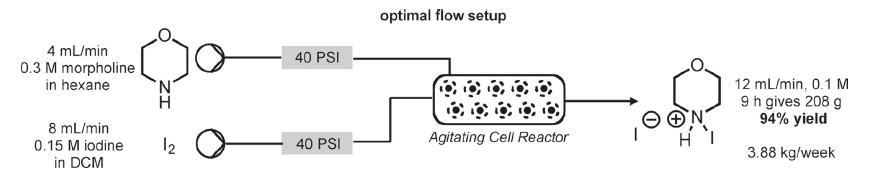 optimal flow setup
4 mL/min
0.3 M morpholine
in hexane
O
N
H
40 PSI
8 mL/min
0.15 M iodine
in DCM
I2
40 PSI
Agitating Cell Reactor
O
N
H
I
I
⊖
⊕
12 mL/min, 0.1 M
9 h gives 208 g
94% yield
3.88 kg/week